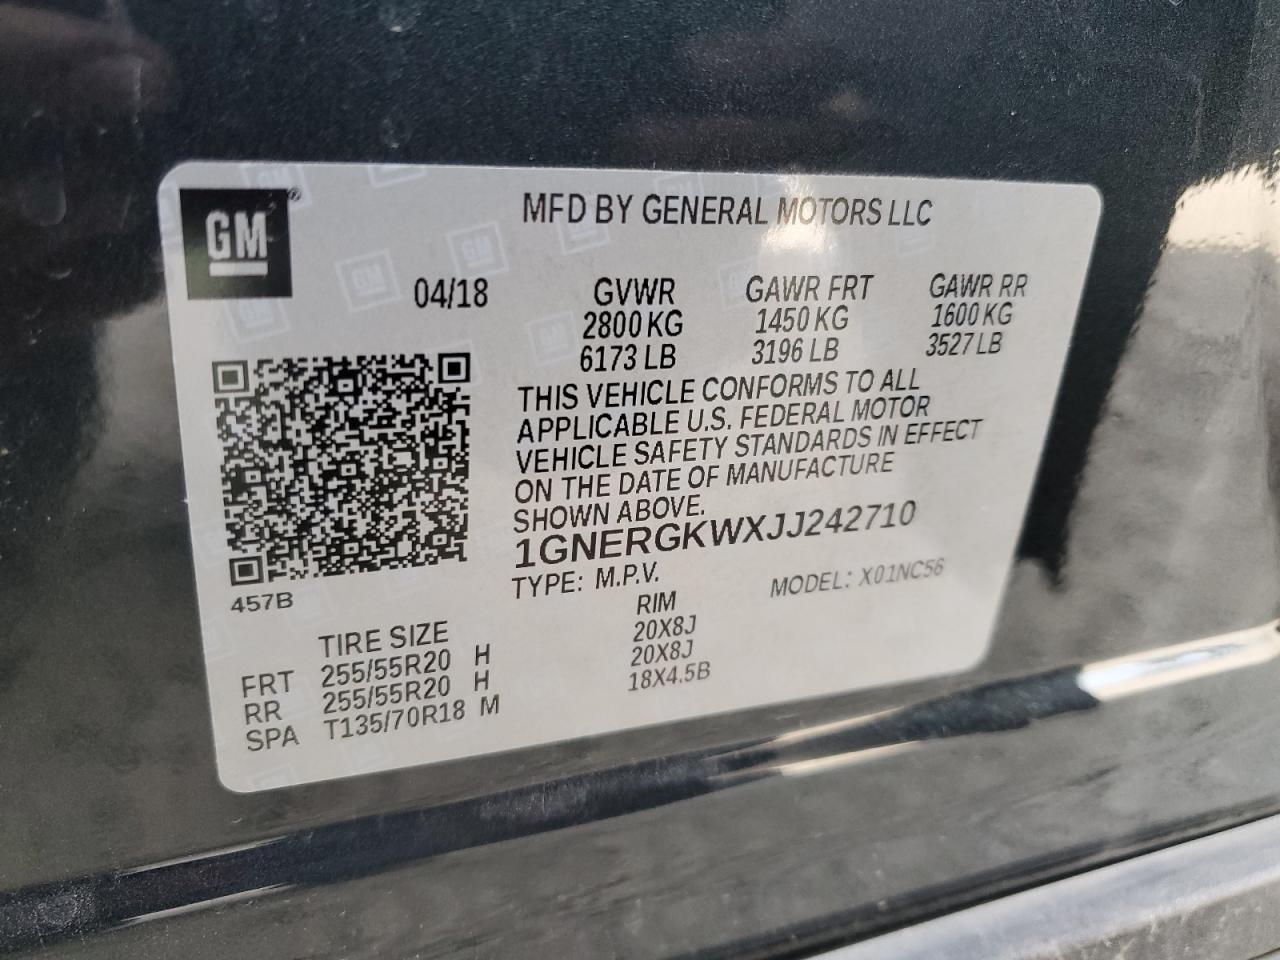 GM®
MFD BY GENERAL MOTORS LLC
04/18 GVWR GAWR FRT GAWR RR
2800 KG 1450 KG 1600 KG
6173 LB 3196 LB 3527 LB
THIS VEHICLE CONFORMS TO ALL
APPLICABLE U.S. FEDERAL MOTOR
VEHICLE SAFETY STANDARDS IN EFFECT
ON THE DATE OF MANUFACTURE
SHOWN ABOVE.
1GNERGKWXJJ242710
TYPE: M.P.V. MODEL: X01NC56
457B
TIRE SIZE RIM
FRT 255/55R20 H 20X8J
RR 255/55R20 H 20X8J
SPA T135/70R18 M 18X4.5B